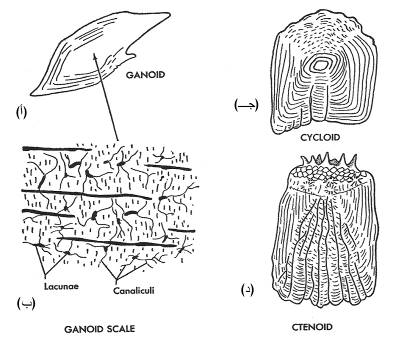 GANOID
(أ)
(جـ)
CYCLOID
Lacunae
Canaliculi
(ب)
(د)
GANOID SCALE
CTENOID